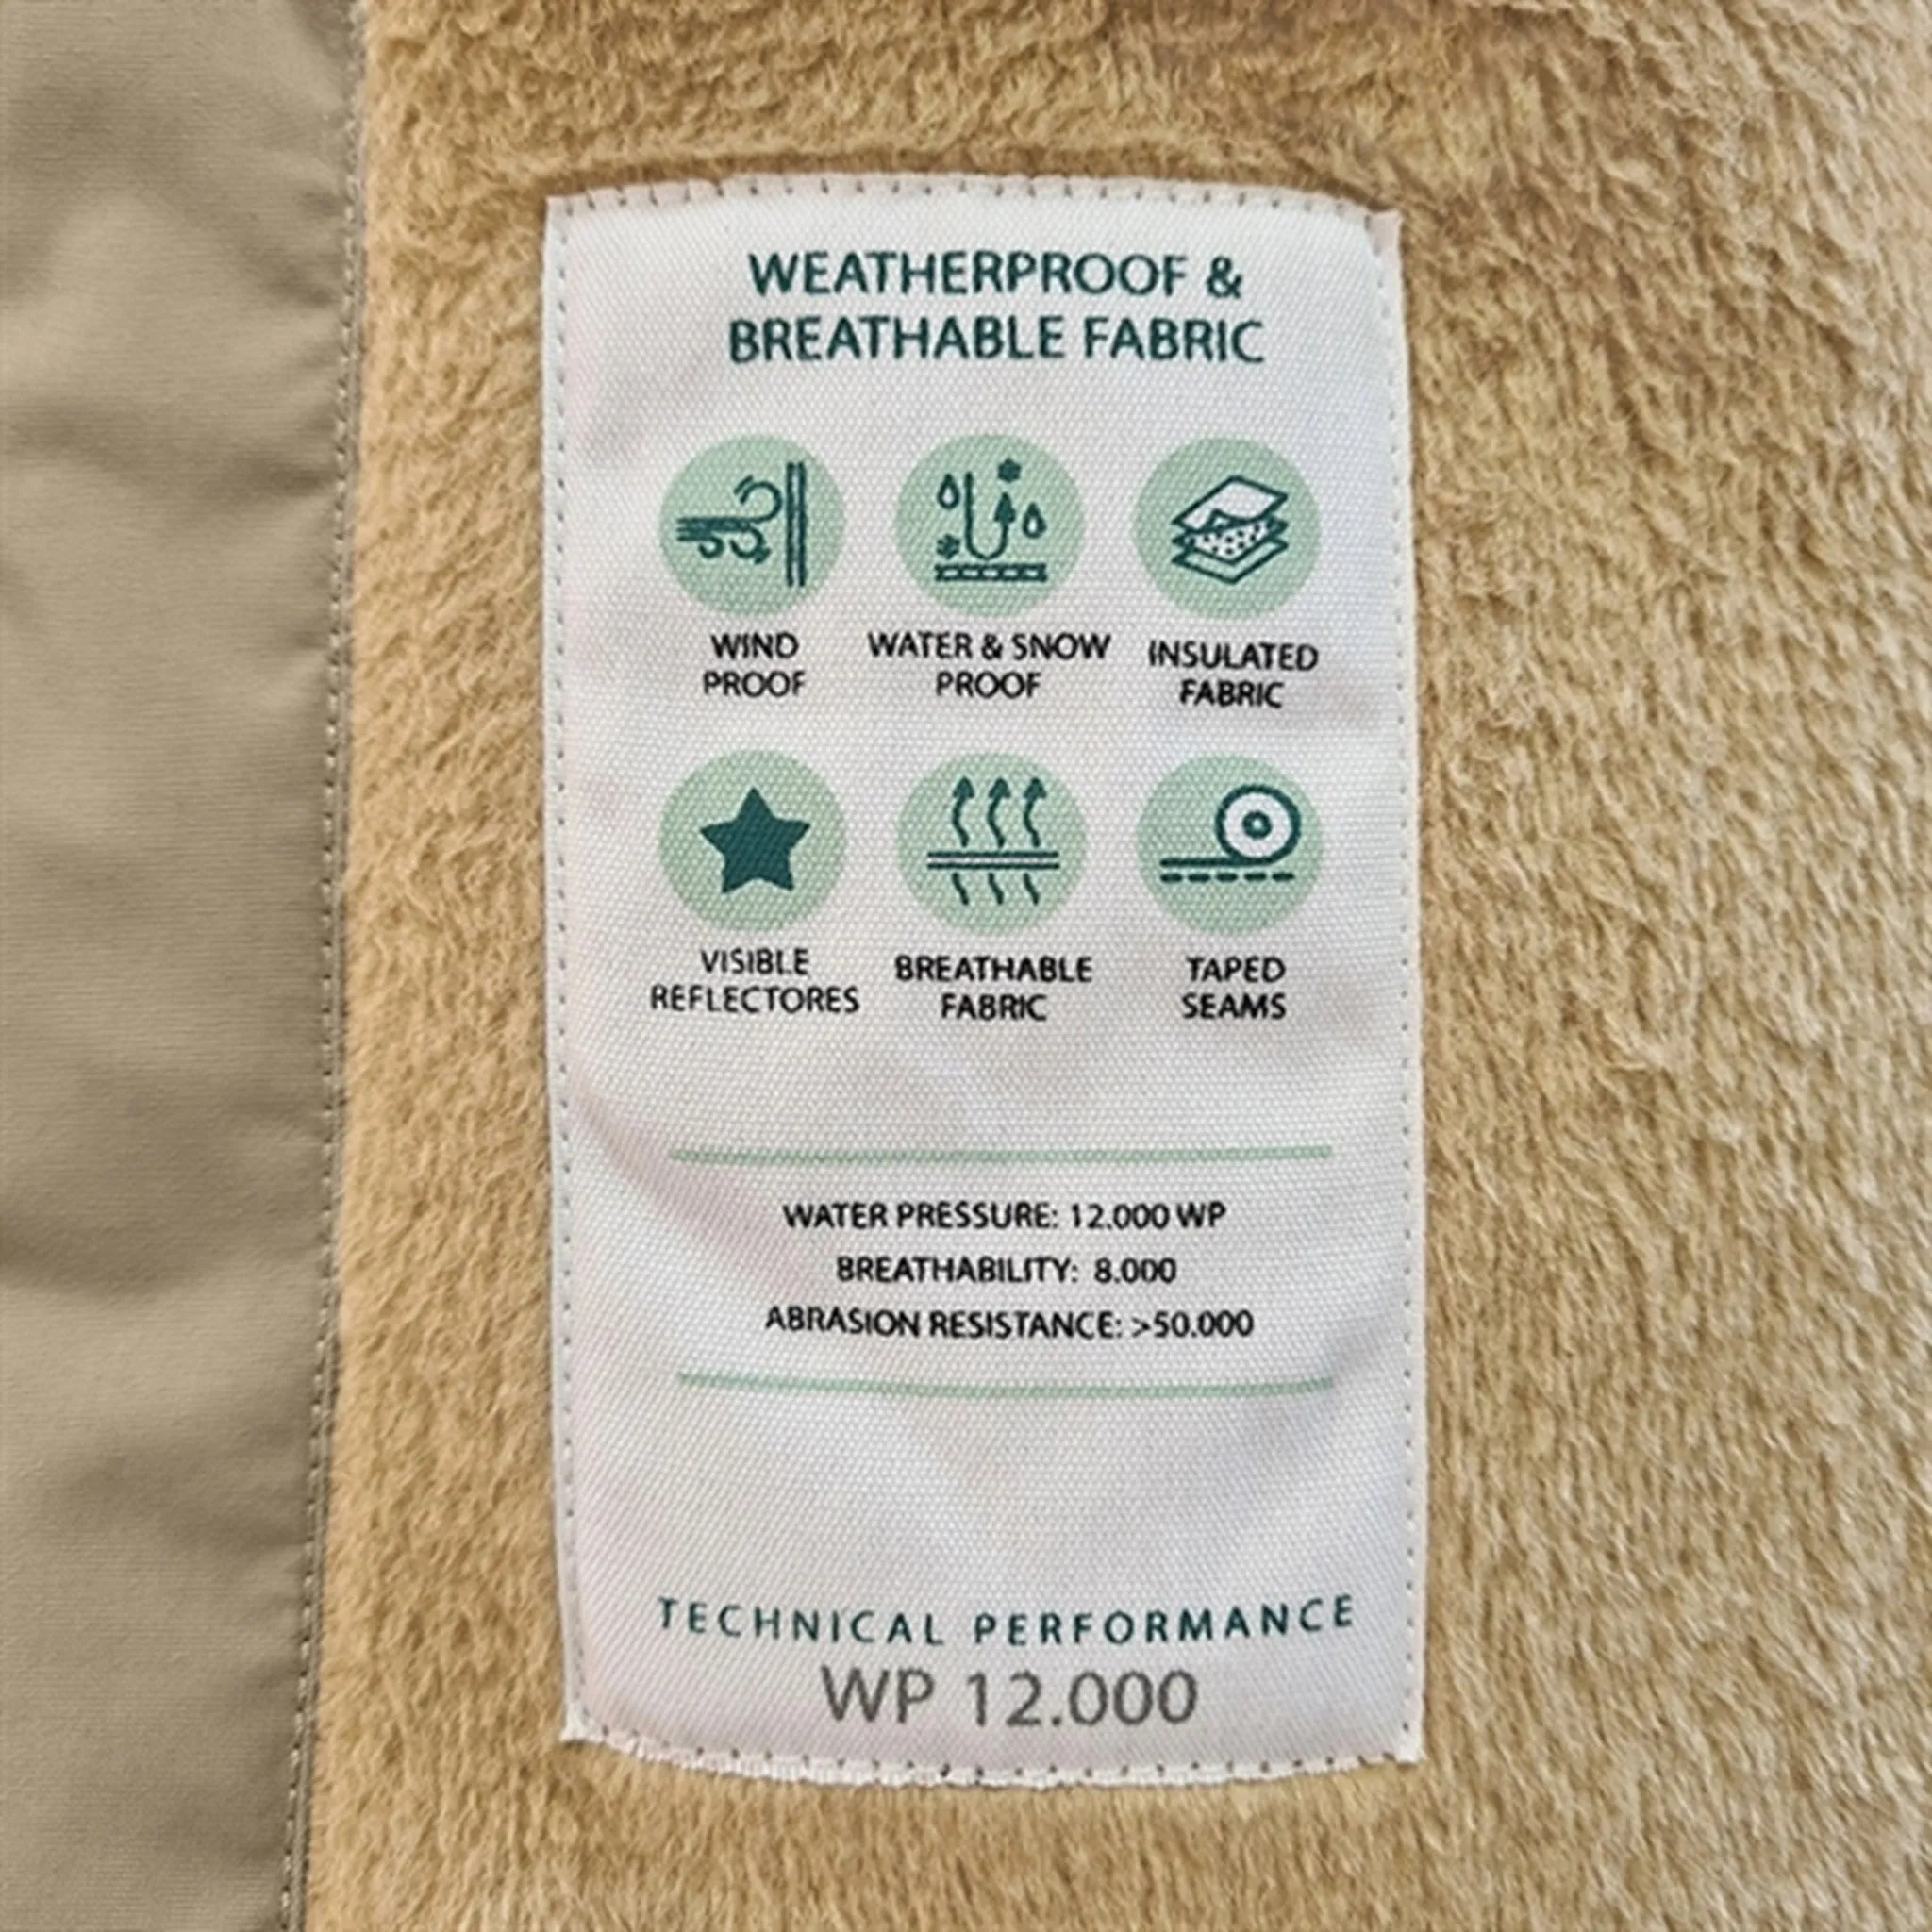 WEATHERPROOF &
BREATHABLE FABRIC
WIND
PROOF
WATER & SNOW
PROOF
INSULATED
FABRIC
VISIBLE
REFLECTORES
BREATHABLE
FABRIC
TAPED
SEAMS
WATER PRESSURE: 12.000 WP
BREATHABILITY: 8.000
ABRASION RESISTANCE: >50.000
TECHNICAL PERFORMANCE
WP 12.000